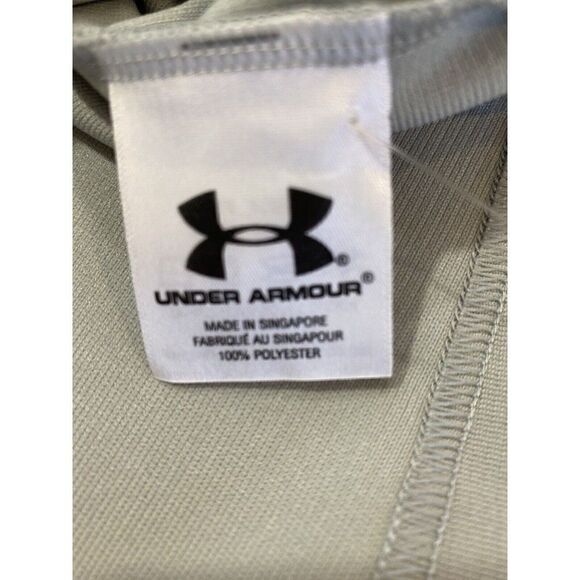 ®
UNDER ARMOUR®
MADE IN SINGAPORE
FABRIQUÉ AU SINGAPOUR
100% POLYESTER